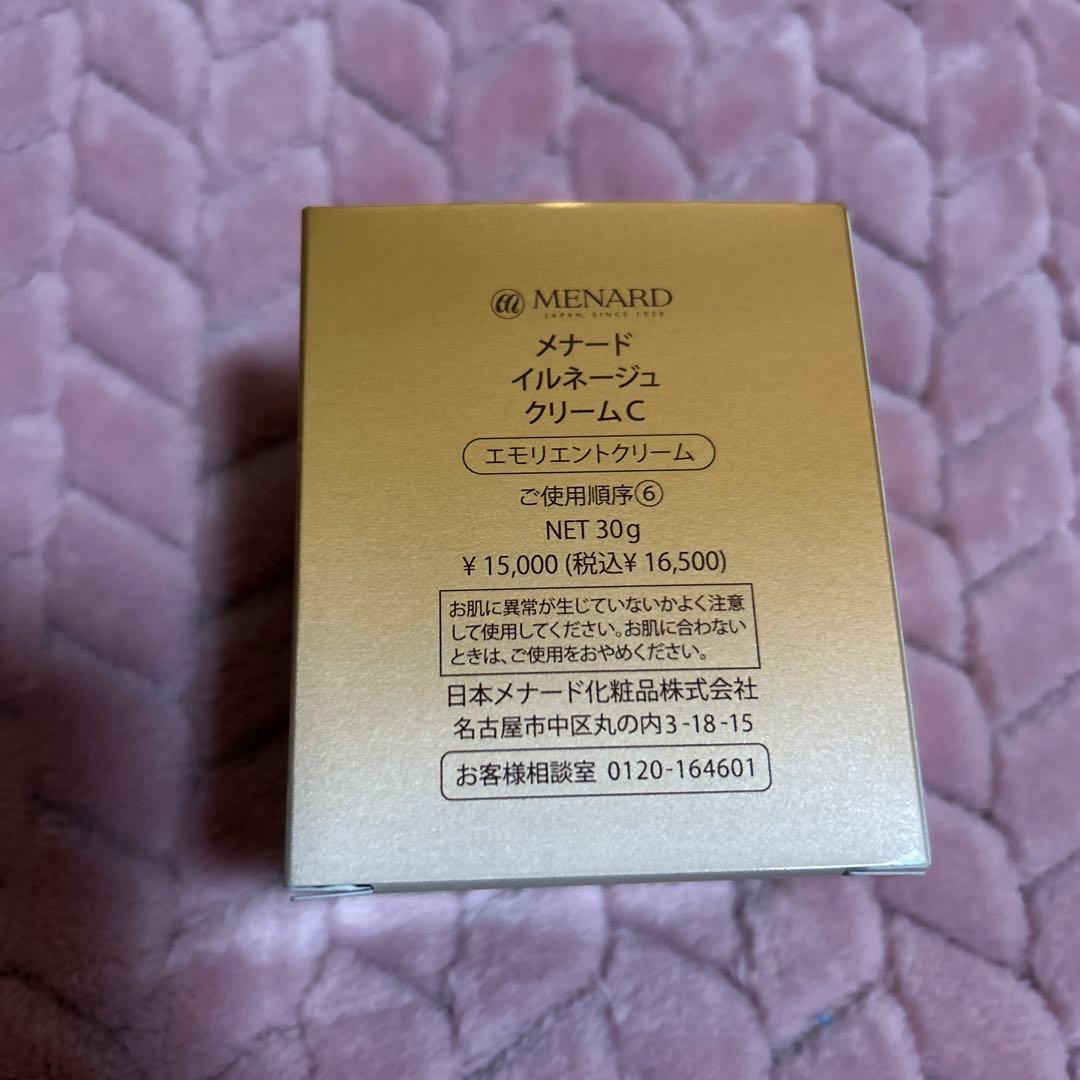 MENARD
JAPAN, SINCE 1959
メナード
イルネージュ
クリームC
エモリエントクリーム
ご使用順序⑥
NET 30g
¥ 15,000 (税込¥ 16,500)
お肌に異常が生じていないかよく注意
して使用してください。お肌に合わない
ときは、ご使用をおやめください。
日本メナード化粧品株式会社
名古屋市中区丸の内3-18-15
お客様相談室 0120-164601